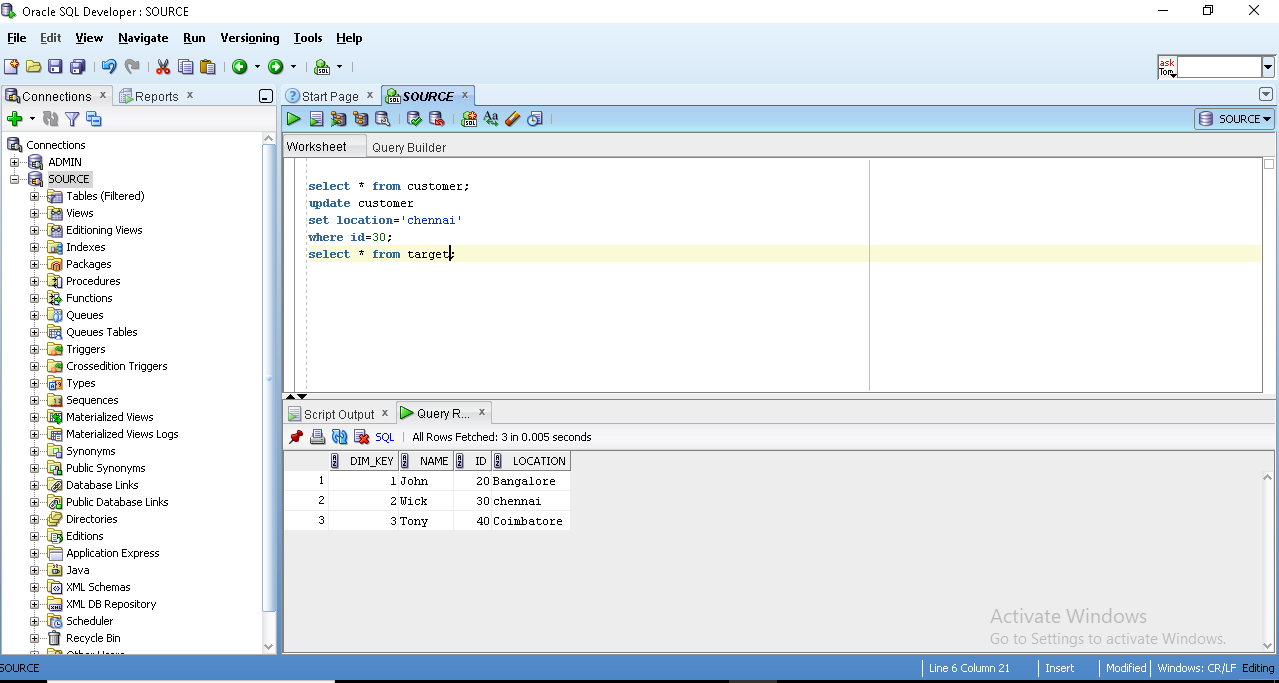 Oracle SQL Developer : SOURCE
File Edit View Navigate Run Versioning Tools Help
SQL
ask
Tom
Connections x Reports x
Start Page x SQL SOURCE x
SQL Aa
SOURCE
Worksheet Query Builder
Connections
ADMIN
SOURCE
Tables (Filtered)
Views
Editioning Views
Indexes
Packages
Procedures
Functions
Queues
Queues Tables
Triggers
Crossedition Triggers
Types
Sequences
Materialized Views
Materialized Views Logs
Synonyms
Public Synonyms
Database Links
Public Database Links
Directories
Editions
Application Express
Java
XML Schemas
XML DB Repository
Scheduler
Recycle Bin
select * from customer;
update customer
set location='chennai'
where id=30;
select * from target;
Script Output x Query R... x
SQL | All Rows Fetched: 3 in 0.005 seconds
DIM_KEY NAME ID LOCATION
1 1 John 20 Bangalore
2 2 Wick 30 chennai
3 3 Tony 40 Coimbatore
Activate Windows
Go to Settings to activate Windows.
SOURCE
Line 6 Column 21 Insert Modified Windows: CR/LF Editing